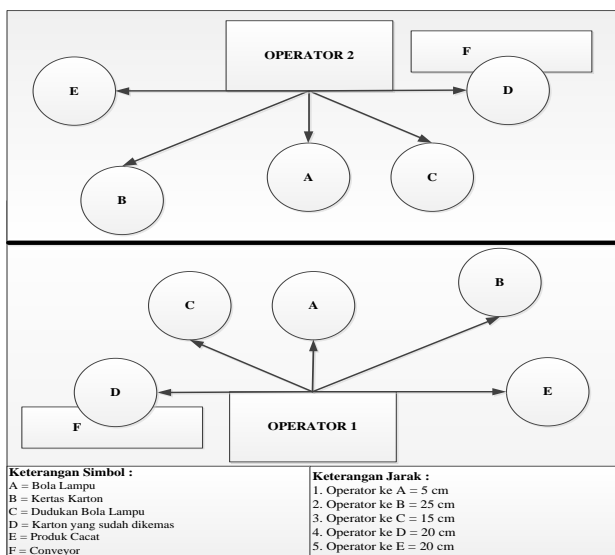 OPERATOR 2
F
E
D
A
C
B
B
C
A
D
E
F
OPERATOR 1
Keterangan Simbol :
A = Bola Lampu
B = Kertas Karton
C = Dudukan Bola Lampu
D = Karton yang sudah dikemas
E = Produk Cacat
F = Conveyor
Keterangan Jarak :
1. Operator ke A = 5 cm
2. Operator ke B = 25 cm
3. Operator ke C = 15 cm
4. Operator ke D = 20 cm
5. Operator ke E = 20 cm